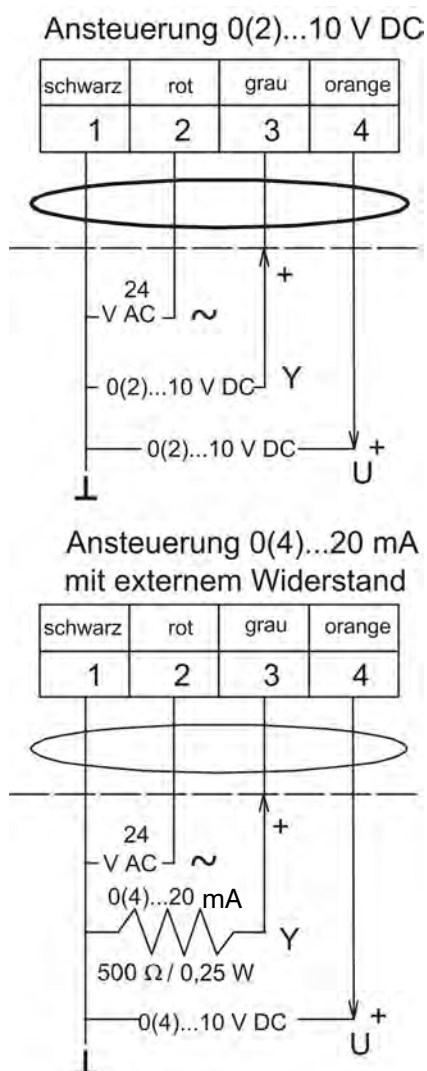 Ansteuerung 0(2)...10 V DC
schwarz rot grau orange
1 2 3 4
+
24
V AC ~
0(2)...10 V DC Y
0(2)...10 V DC +
U
Ansteuerung 0(4)...20 mA
mit externem Widerstand
schwarz rot grau orange
1 2 3 4
+
24
V AC ~
0(4)...20 mA
Y
500 Ω / 0,25 W
0(4)...10 V DC +
U